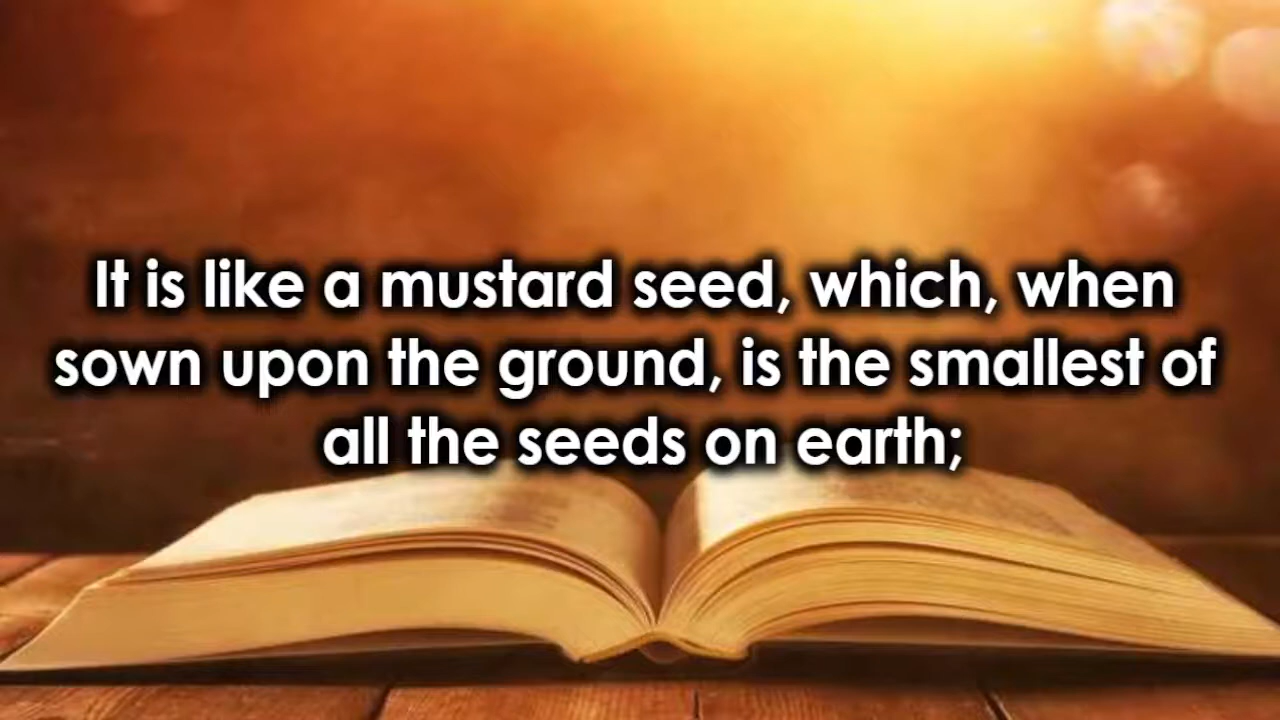 It is like a mustard seed, which, when
sown upon the ground, is the smallest of
all the seeds on earth;